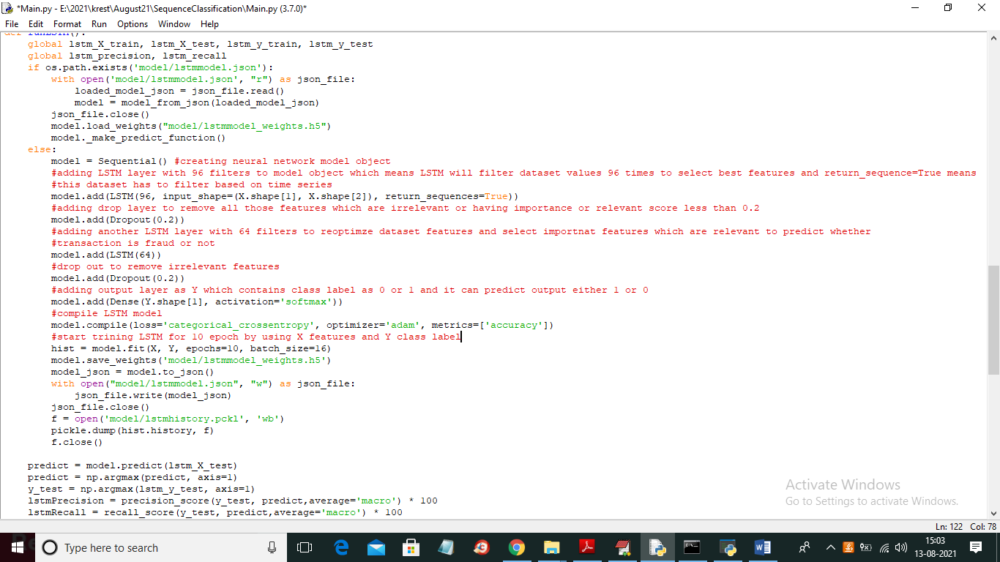 *Main.py - E:\2021\krest\August21\SequenceClassification\Main.py (3.7.0)*
File Edit Format Run Options Window Help
global lstm_X_train, lstm_X_test, lstm_y_train, lstm_y_test
global lstm_precision, lstm_recall
if os.path.exists('model/lstmmodel.json'):
with open('model/lstmmodel.json', "r") as json_file:
loaded_model_json = json_file.read()
model = model_from_json(loaded_model_json)
json_file.close()
model.load_weights("model/lstmmodel_weights.h5")
model._make_predict_function()
else:
model = Sequential() #creating neural network model object
#adding LSTM layer with 96 filters to model object which means LSTM will filter dataset values 96 times to select best features and return_sequence=True means
#this dataset has to filter based on time series
model.add(LSTM(96, input_shape=(X.shape[1], X.shape[2]), return_sequences=True))
#adding drop layer to remove all those features which are irrelevant or having importance or relevant score less than 0.2
model.add(Dropout(0.2))
#adding another LSTM layer with 64 filters to reoptimze dataset features and select importnat features which are relevant to predict whether
#transaction is fraud or not
model.add(LSTM(64))
#drop out to remove irrelevant features
model.add(Dropout(0.2))
#adding output layer as Y which contains class label as 0 or 1 and it can predict output either 1 or 0
model.add(Dense(Y.shape[1], activation='softmax'))
#compile LSTM model
model.compile(loss='categorical_crossentropy', optimizer='adam', metrics=['accuracy'])
#start trining LSTM for 10 epoch by using X features and Y class label
hist = model.fit(X, Y, epochs=10, batch_size=16)
model.save_weights('model/lstmmodel_weights.h5')
model_json = model.to_json()
with open("model/lstmmodel.json", "w") as json_file:
json_file.write(model_json)
json_file.close()
f = open('model/lstmhistory.pckl', 'wb')
pickle.dump(hist.history, f)
f.close()
predict = model.predict(lstm_X_test)
predict = np.argmax(predict, axis=1)
y_test = np.argmax(lstm_y_test, axis=1)
lstmPrecision = precision_score(y_test, predict,average='macro') * 100
lstmRecall = recall_score(y_test, predict,average='macro') * 100
Activate Windows
Go to Settings to activate Windows.
Ln: 122 Col: 78
Type here to search
15:03
13-08-2021